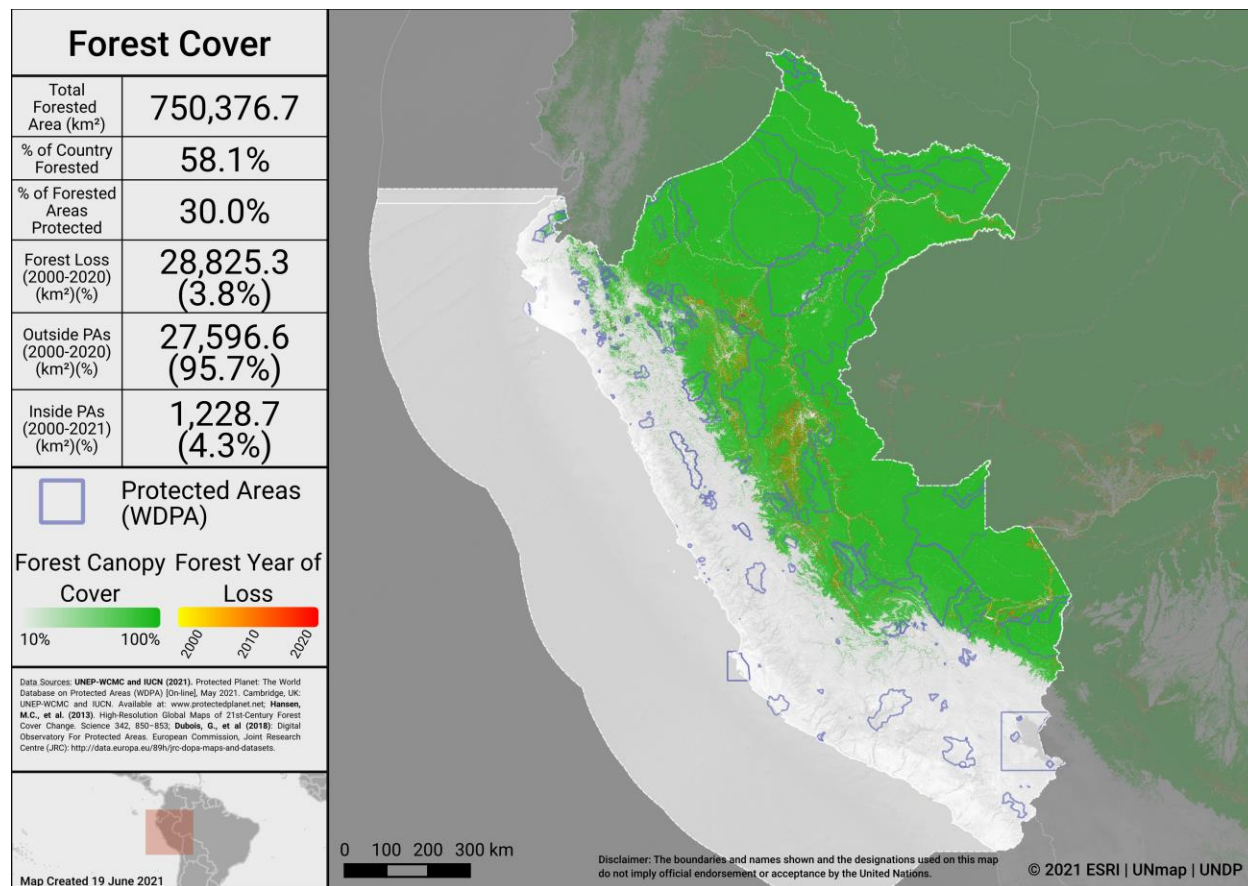 Forest Cover
Total
Forested
Area (km²)
750,376.7
% of Country
Forested
58.1%
% of Forested
Areas
Protected
30.0%
Forest Loss
(2000-2020)
(km²)(%)
28,825.3
(3.8%)
Outside PAs
(2000-2020)
(km²)(%)
27,596.6
(95.7%)
Inside PAs
(2000-2021)
(km²)(%)
1,228.7
(4.3%)
Protected Areas
(WDPA)
Forest Canopy
Cover
10%
100%
Forest Year of
Loss
2000
2010
2020
Data Sources: UNEP-WCMC and IUCN (2021). Protected Planet: The World
Database on Protected Areas (WDPA) [On-line], May 2021. Cambridge, UK:
UNEP-WCMC and IUCN. Available at: www.protectedplanet.net; Hansen,
M.C., et al. (2013). High-Resolution Global Maps of 21st-Century Forest
Cover Change. Science 342, 850–853; Dubois, G., et al (2018): Digital
Observatory For Protected Areas. European Commission, Joint Research
Centre (JRC): http://data.europa.eu/89h/jrc-dopa-maps-and-datasets.
Map Created 19 June 2021
0 100 200 300 km
Disclaimer: The boundaries and names shown and the designations used on this map
do not imply official endorsement or acceptance by the United Nations.
© 2021 ESRI | UNmap | UNDP